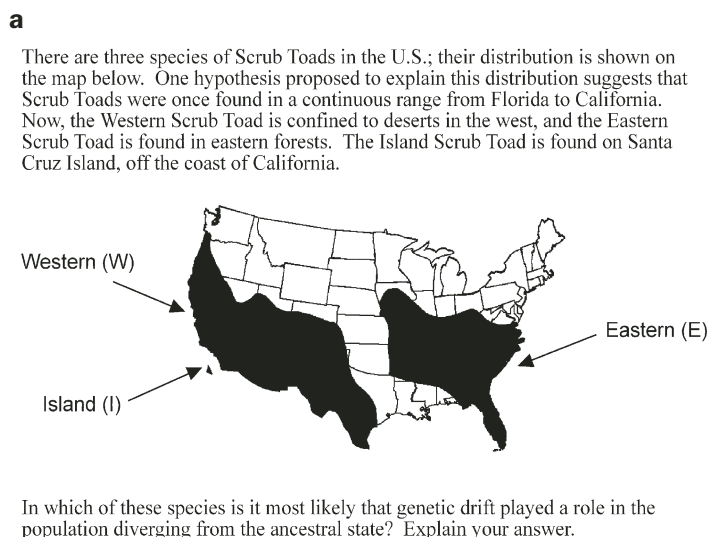 a
There are three species of Scrub Toads in the U.S.; their distribution is shown on
the map below. One hypothesis proposed to explain this distribution suggests that
Scrub Toads were once found in a continuous range from Florida to California.
Now, the Western Scrub Toad is confined to deserts in the west, and the Eastern
Scrub Toad is found in eastern forests. The Island Scrub Toad is found on Santa
Cruz Island, off the coast of California.
Western (W)
Eastern (E)
Island (I)
In which of these species is it most likely that genetic drift played a role in the
population diverging from the ancestral state? Explain your answer.